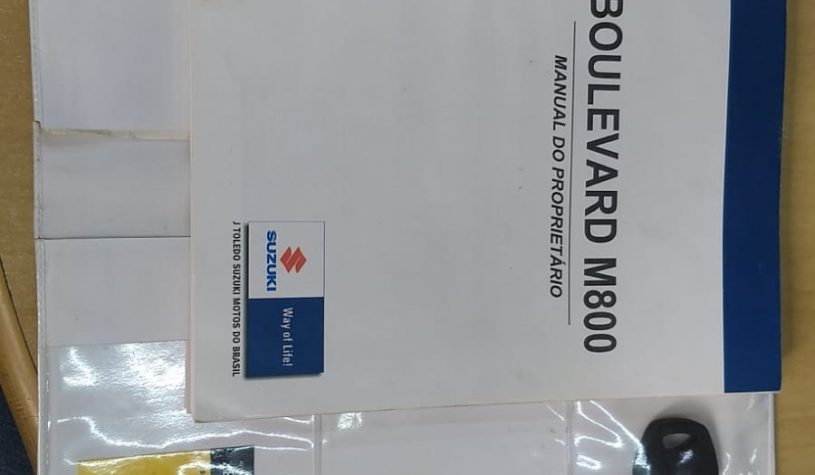 BOULEVARD M800
MANUAL DO PROPRIETÁRIO
SUZUKI
Way of Life!
J TOLEDO SUZUKI MOTOS DO BRASIL